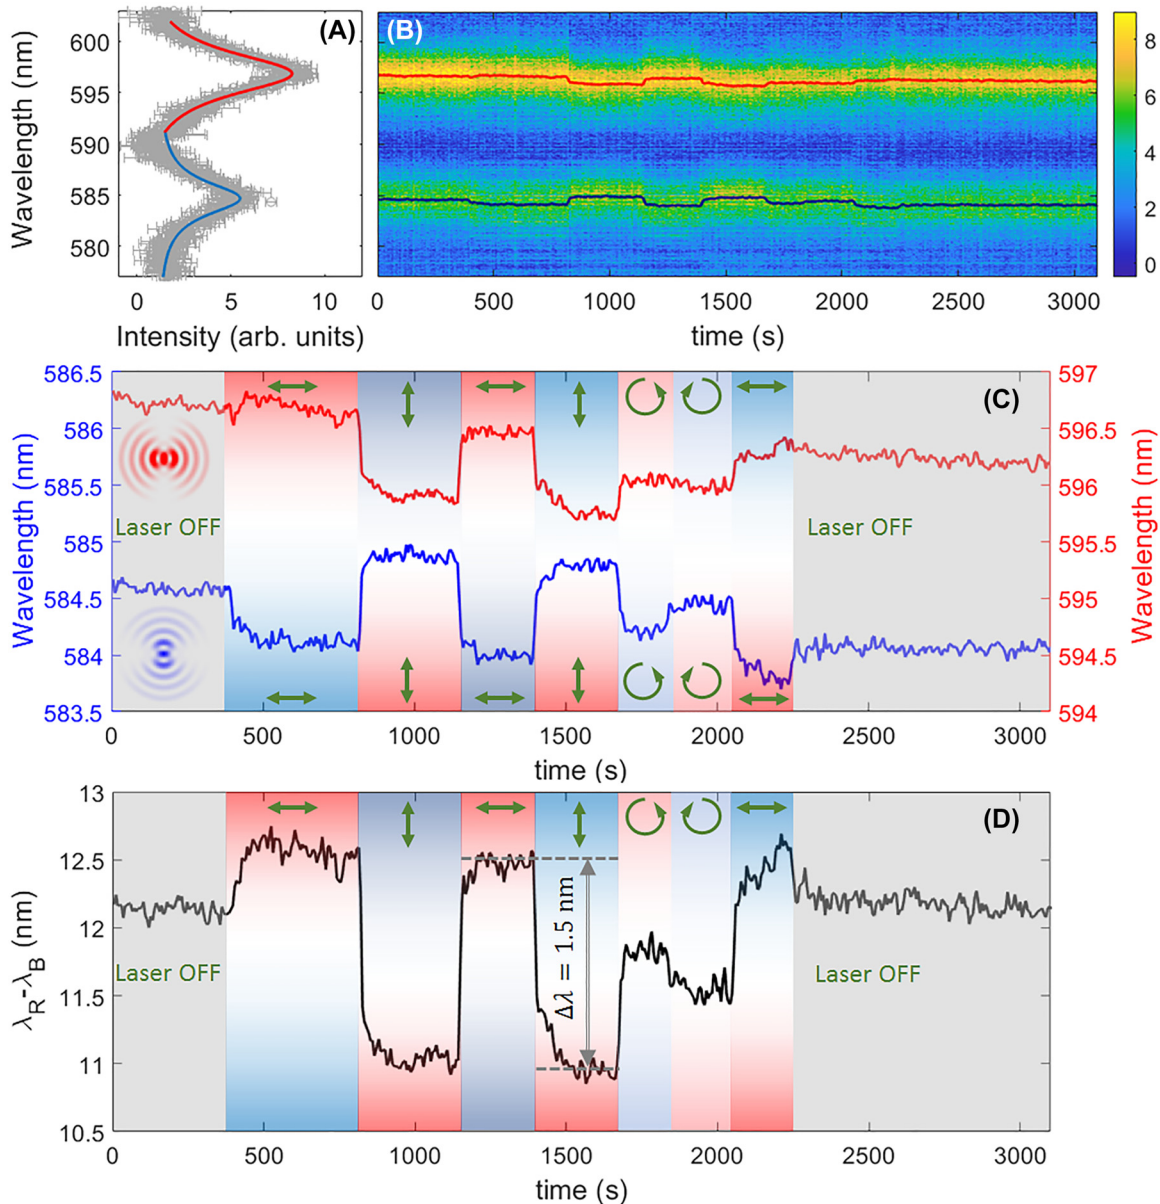 (A)
(B)
Wavelength (nm)
600
595
590
585
580
0 5 10
Intensity (arb. units)
0 500 1000 1500 2000 2500 3000
time (s)
8
6
4
2
0
(C)
586.5
586
585.5
585
584.5
584
583.5
Wavelength (nm)
597
596.5
596
595.5
595
594.5
594
Wavelength (nm)
Laser OFF
Laser OFF
0 500 1000 1500 2000 2500 3000
time (s)
(D)
13
12.5
12
11.5
11
10.5
λR-λB (nm)
Laser OFF
Δλ = 1.5 nm
Laser OFF
0 500 1000 1500 2000 2500 3000
time (s)